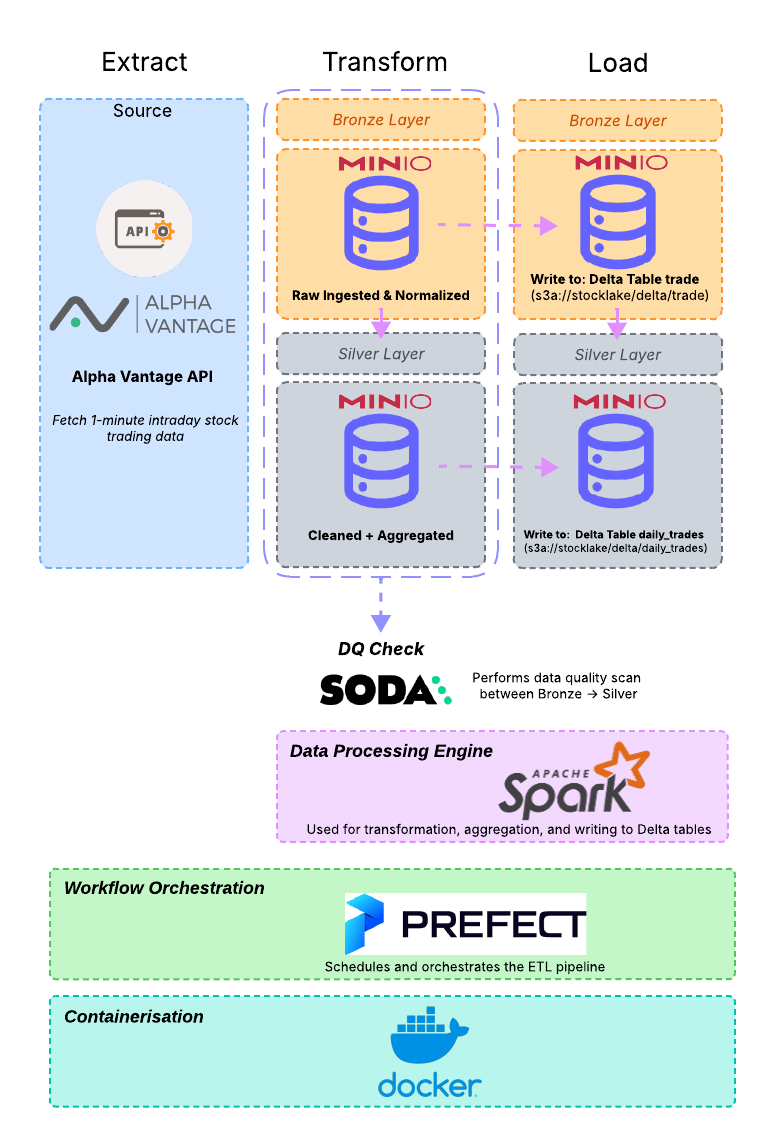 Extract
Transform
Load
Source
API
ALPHA
VANTAGE
Alpha Vantage API
Fetch 1-minute intraday stock
trading data
Bronze Layer
MINIO
Raw Ingested & Normalized
Silver Layer
MINIO
Cleaned + Aggregated
Bronze Layer
MINIO
Write to: Delta Table trade
(s3a://stocklake/delta/trade)
Silver Layer
MINIO
Write to: Delta Table daily_trades
(s3a://stocklake/delta/daily_trades)
DQ Check
SODA
Performs data quality scan
between Bronze → Silver
Data Processing Engine
APACHE
Spark
Used for transformation, aggregation, and writing to Delta tables
Workflow Orchestration
PREFECT
Schedules and orchestrates the ETL pipeline
Containerisation
docker